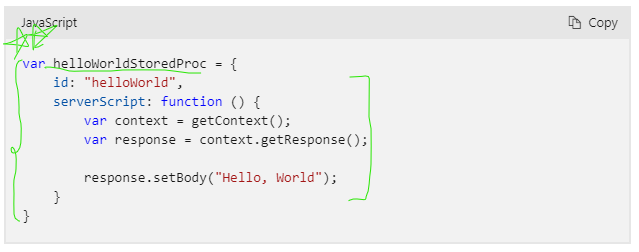 JavaScript Copy
var helloWorldStoredProc = {
    id: "helloWorld",
    serverScript: function () {
        var context = getContext();
        var response = context.getResponse();

        response.setBody("Hello, World");
    }
}